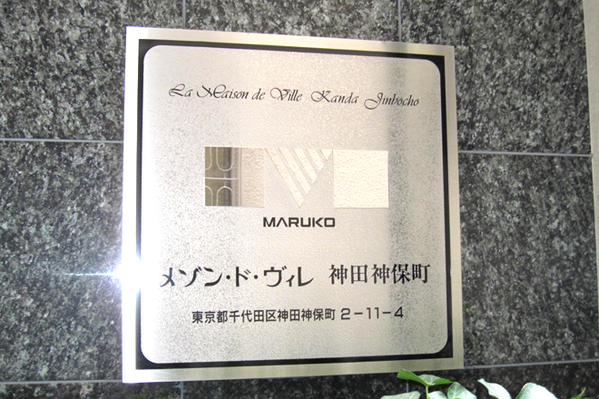 La Maison de Ville Kanda Jinbocho
MARUKO
メゾン・ド・ヴィレ 神田神保町
東京都千代田区神田神保町 2-11-4